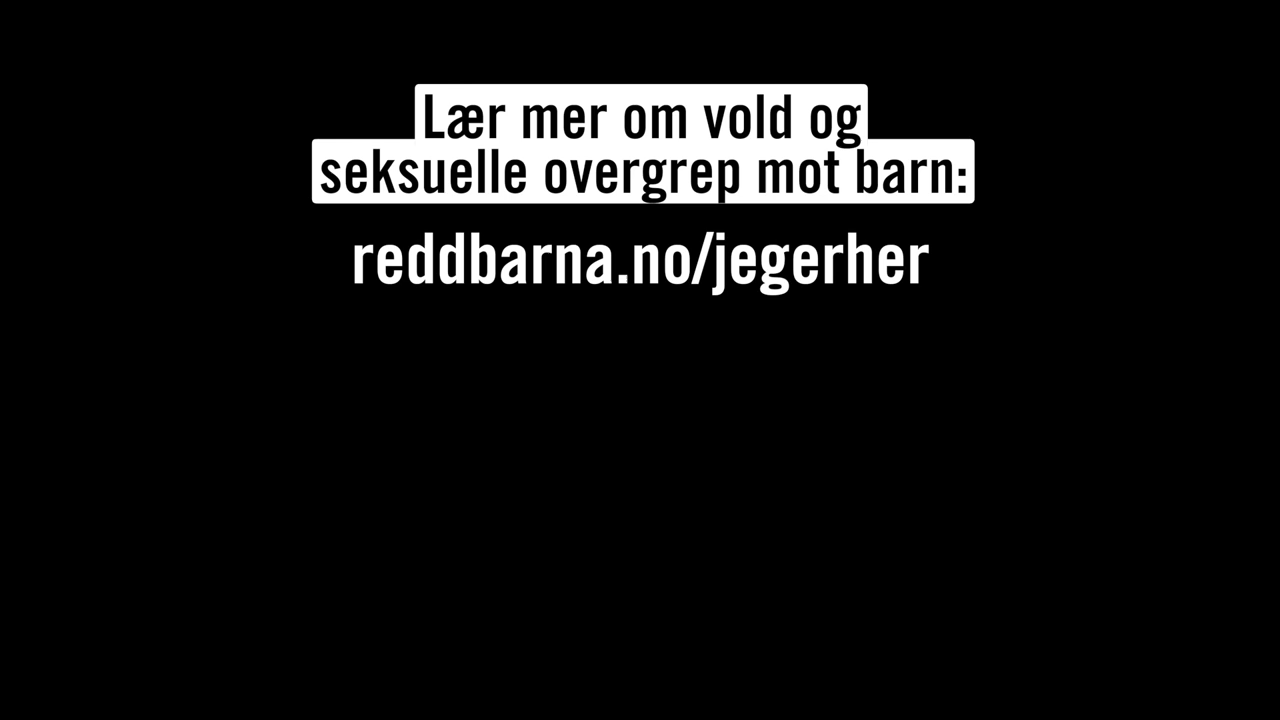 Lær mer om vold og
seksuelle overgrep mot barn:
reddbarna.no/jegerher